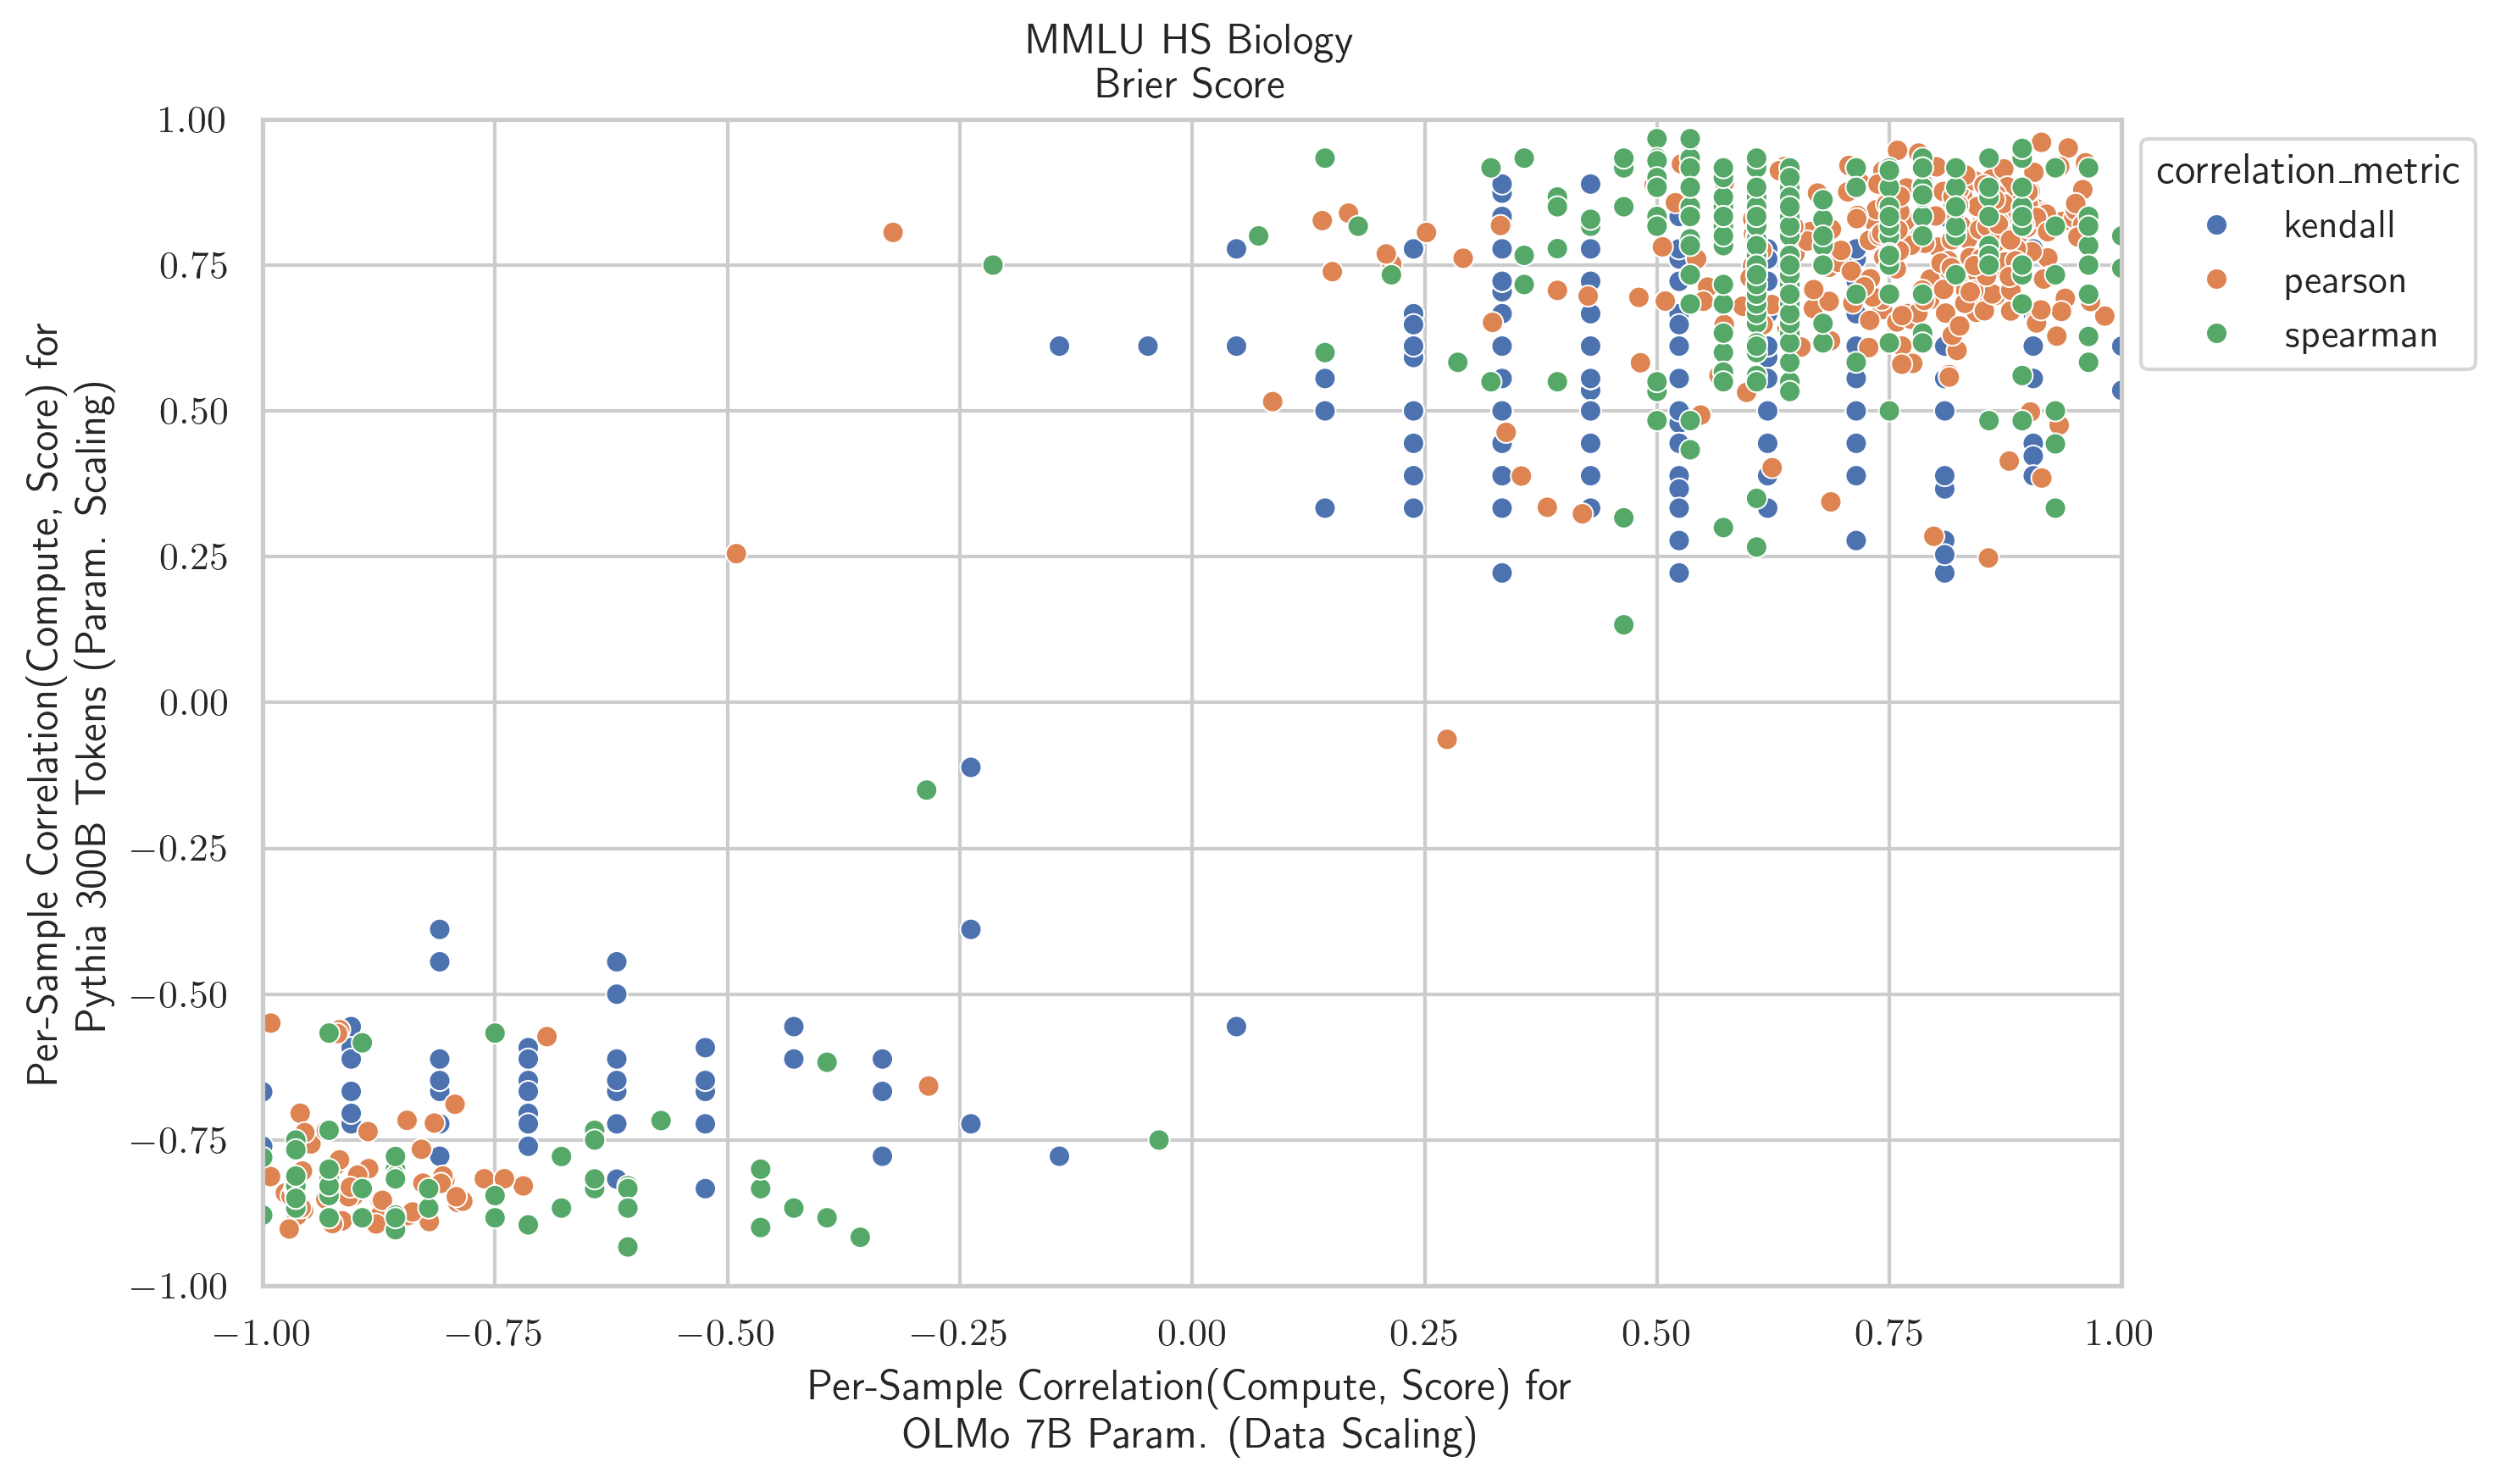 MMLU HS Biology
Brier Score
Per-Sample Correlation(Compute, Score) for
Pythia 300B Tokens (Param. Scaling)
1.00
0.75
0.50
0.25
0.00
−0.25
−0.50
−0.75
−1.00
correlation_metric
kendall
pearson
spearman
−1.00 −0.75 −0.50 −0.25 0.00 0.25 0.50 0.75 1.00
Per-Sample Correlation(Compute, Score) for
OLMo 7B Param. (Data Scaling)